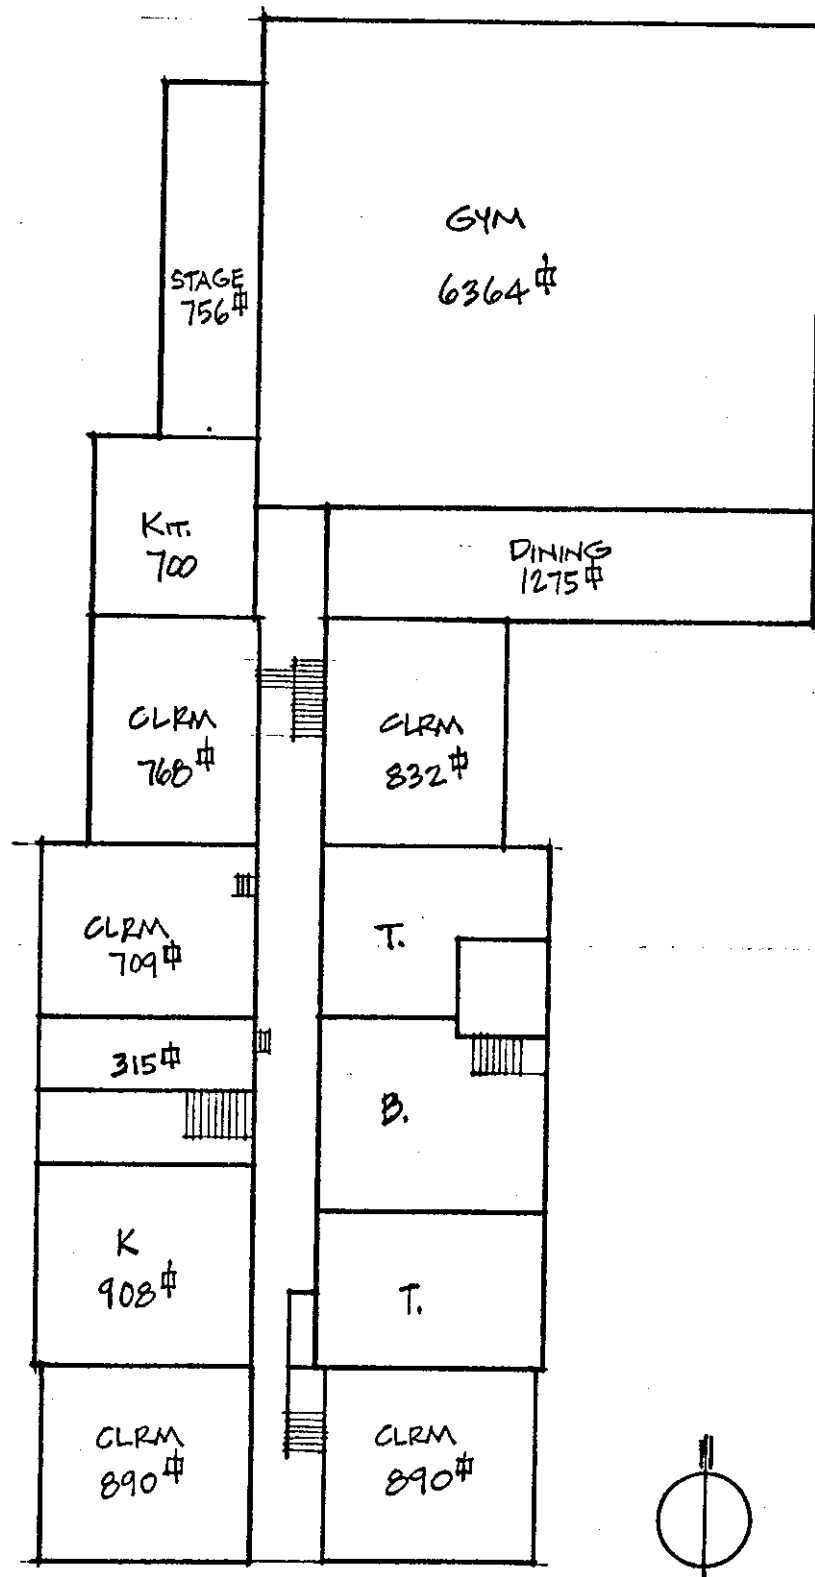 GYM
6364⌷
STAGE
756⌷
KIT.
700
DINING
1275⌷
CLRM
768⌷
CLRM
832⌷
CLRM
709⌷
T.
315⌷
B.
K
908⌷
T.
CLRM
890⌷
CLRM
890⌷